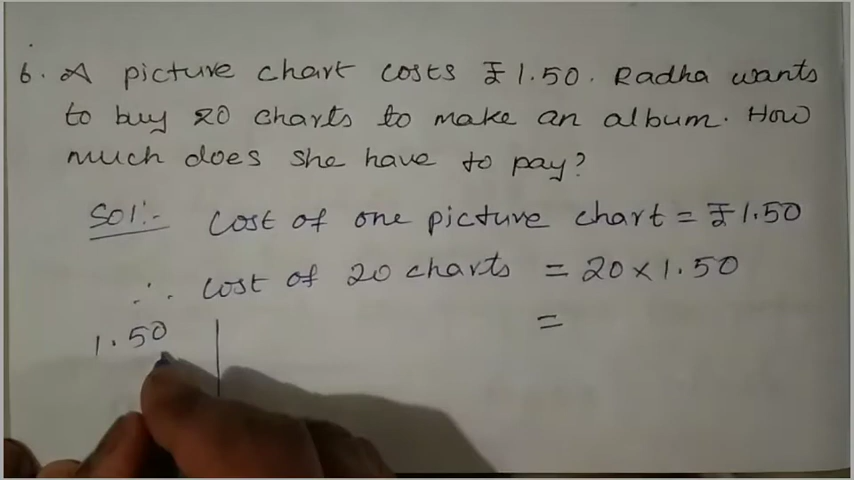 6. A picture chart costs ₹1.50. Radha wants
to buy 20 charts to make an album. How
much does she have to pay?
Sol:- Cost of one picture chart = ₹1.50
∴ cost of 20 charts = 20 × 1.50
=
1.50